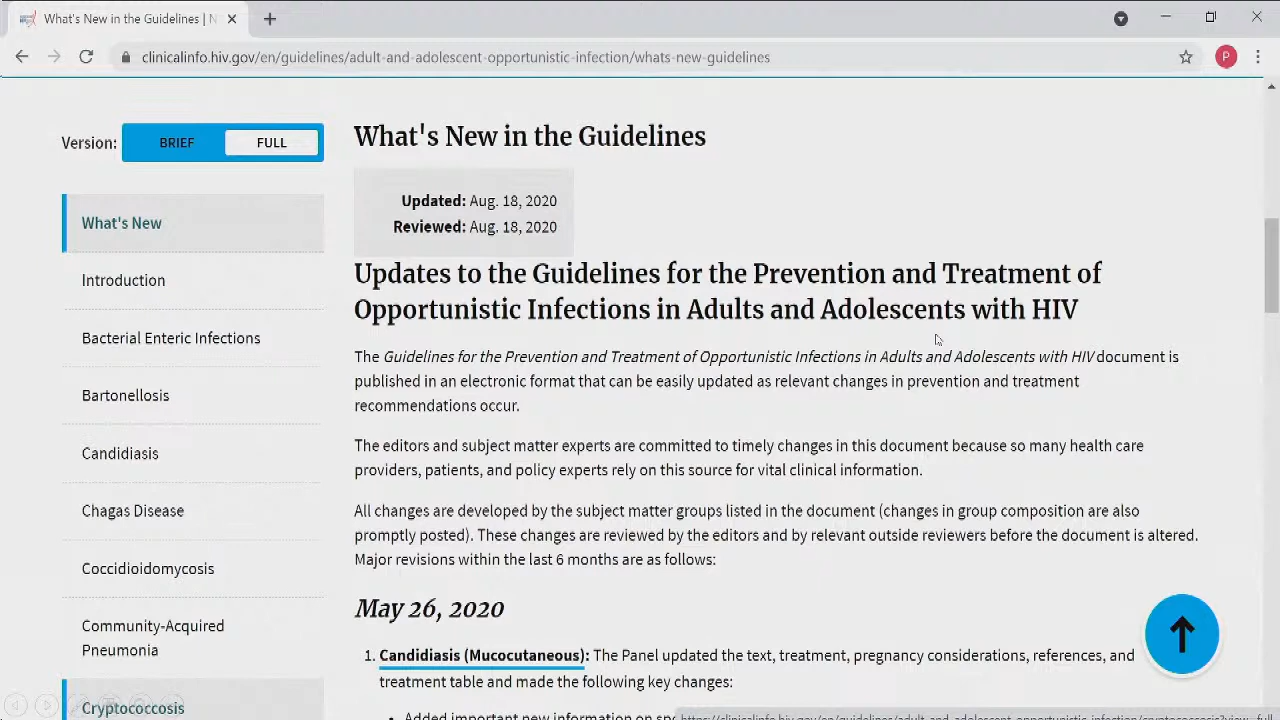 What's New in the Guidelines | N
clinicalinfo.hiv.gov/en/guidelines/adult-and-adolescent-opportunistic-infection/whats-new-guidelines
P
Version:
BRIEF
FULL
What's New
Introduction
Bacterial Enteric Infections
Bartonellosis
Candidiasis
Chagas Disease
Coccidioidomycosis
Community-Acquired
Pneumonia
Cryptococcosis
What's New in the Guidelines
Updated: Aug. 18, 2020
Reviewed: Aug. 18, 2020
Updates to the Guidelines for the Prevention and Treatment of
Opportunistic Infections in Adults and Adolescents with HIV
The Guidelines for the Prevention and Treatment of Opportunistic Infections in Adults and Adolescents with HIV document is
published in an electronic format that can be easily updated as relevant changes in prevention and treatment
recommendations occur.
The editors and subject matter experts are committed to timely changes in this document because so many health care
providers, patients, and policy experts rely on this source for vital clinical information.
All changes are developed by the subject matter groups listed in the document (changes in group composition are also
promptly posted). These changes are reviewed by the editors and by relevant outside reviewers before the document is altered.
Major revisions within the last 6 months are as follows:
May 26, 2020
1. Candidiasis (Mucocutaneous): The Panel updated the text, treatment, pregnancy considerations, references, and
treatment table and made the following key changes:
Added important new information on